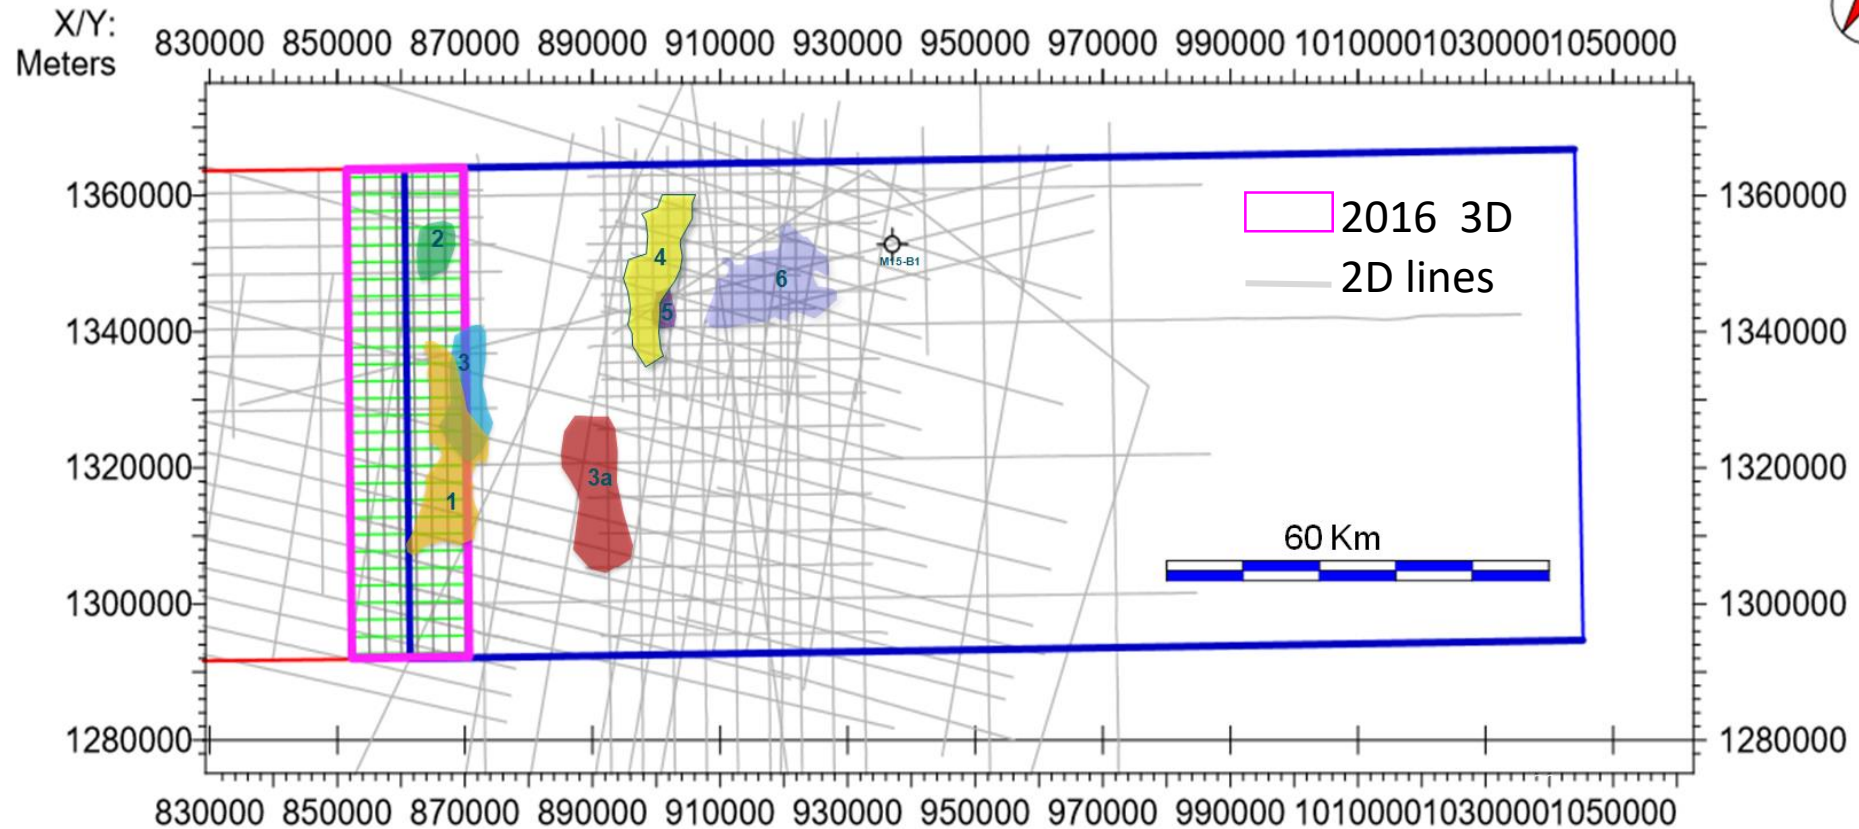 X/Y:
Meters
830000 850000 870000 890000 910000 930000 950000 970000 990000 1010000 1030000 1050000
1360000 1360000
2016 3D
2
4
M15-B1
6
2D lines
5
1340000 1340000
3
1320000 1320000
3a
1
60 Km
1300000 1300000
1280000 1280000
830000 850000 870000 890000 910000 930000 950000 970000 990000 1010000 1030000 1050000